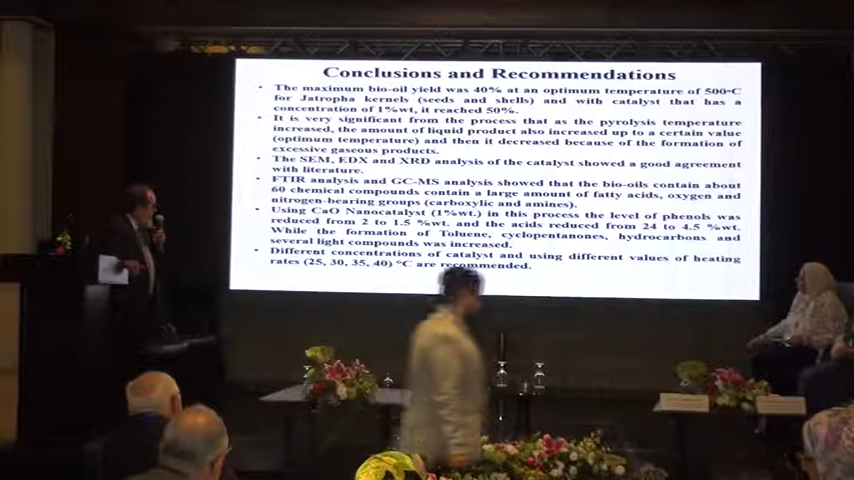 Conclusions and Recommendations
• The maximum bio-oil yield was 40% at an optimum temperature of 500°C
for Jatropha kernels (seeds and shells) and with catalyst that has a
concentration of 1%wt, it reached 50%.
• It is very significant from the process that as the pyrolysis temperature
increased, the amount of liquid product also increased up to a certain value
(optimum temperature) and then it decreased because of the formation of
excessive gaseous products.
• The SEM, EDX and XRD analysis of the catalyst showed a good agreement
with literature.
• FTIR analysis and GC-MS analysis showed that the bio-oils contain about
60 chemical compounds contain a large amount of fatty acids, oxygen and
nitrogen-bearing groups (carboxylic and amines).
• Using CaO Nanocatalyst (1%wt.) in this process, the level of phenols was
reduced from 2 to 1.5 %wt. and the acids reduced from 24 to 4.5 %wt.
While the formation of Toluene, cyclopentanones, hydrocarbons, and
several light compounds was increased.
• Different concentrations of catalyst and using different values of heating
rates (25, 30, 35, 40) °C are recommended.